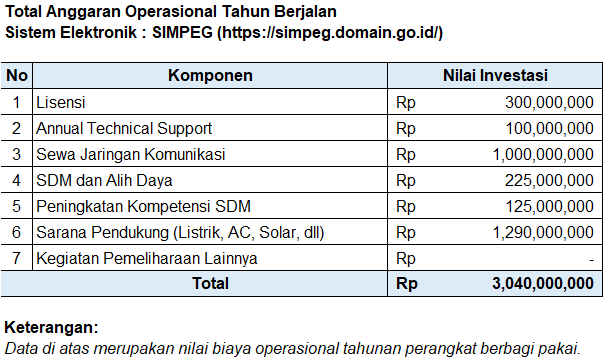 Total Anggaran Operasional Tahun Berjalan
Sistem Elektronik : SIMPEG (https://simpeg.domain.go.id/)
No Komponen Nilai Investasi
1 Lisensi Rp 300,000,000
2 Annual Technical Support Rp 100,000,000
3 Sewa Jaringan Komunikasi Rp 1,000,000,000
4 SDM dan Alih Daya Rp 225,000,000
5 Peningkatan Kompetensi SDM Rp 125,000,000
6 Sarana Pendukung (Listrik, AC, Solar, dll) Rp 1,290,000,000
7 Kegiatan Pemeliharaan Lainnya Rp -
Total Rp 3,040,000,000
Keterangan:
Data di atas merupakan nilai biaya operasional tahunan perangkat berbagi pakai.